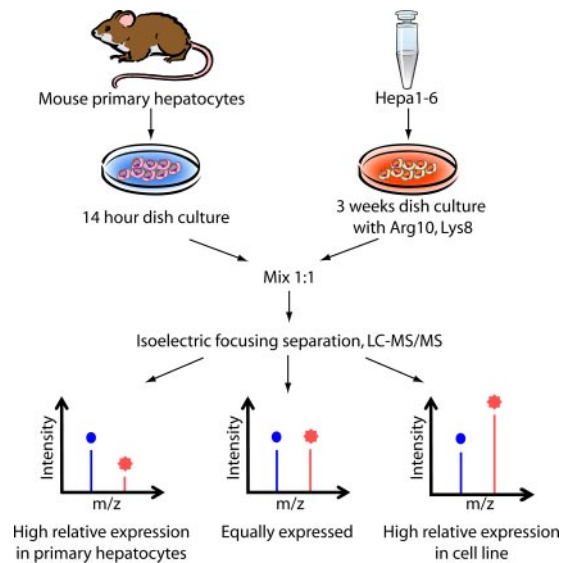 Mouse primary hepatocytes
Hepa1-6
14 hour dish culture
3 weeks dish culture
with Arg10, Lys8
Mix 1:1
Isoelectric focusing separation, LC-MS/MS
Intensity
m/z
Intensity
m/z
Intensity
m/z
High relative expression
in primary hepatocytes
Equally expressed
High relative expression
in cell line